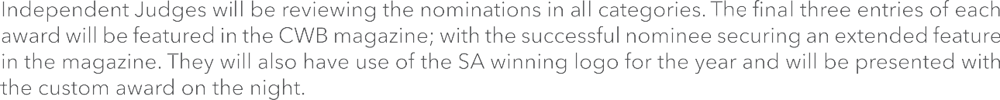 Independent Judges will be reviewing the nominations in all categories. The final three entries of each
award will be featured in the CWB magazine; with the successful nominee securing an extended feature
in the magazine. They will also have use of the SA winning logo for the year and will be presented with
the custom award on the night.